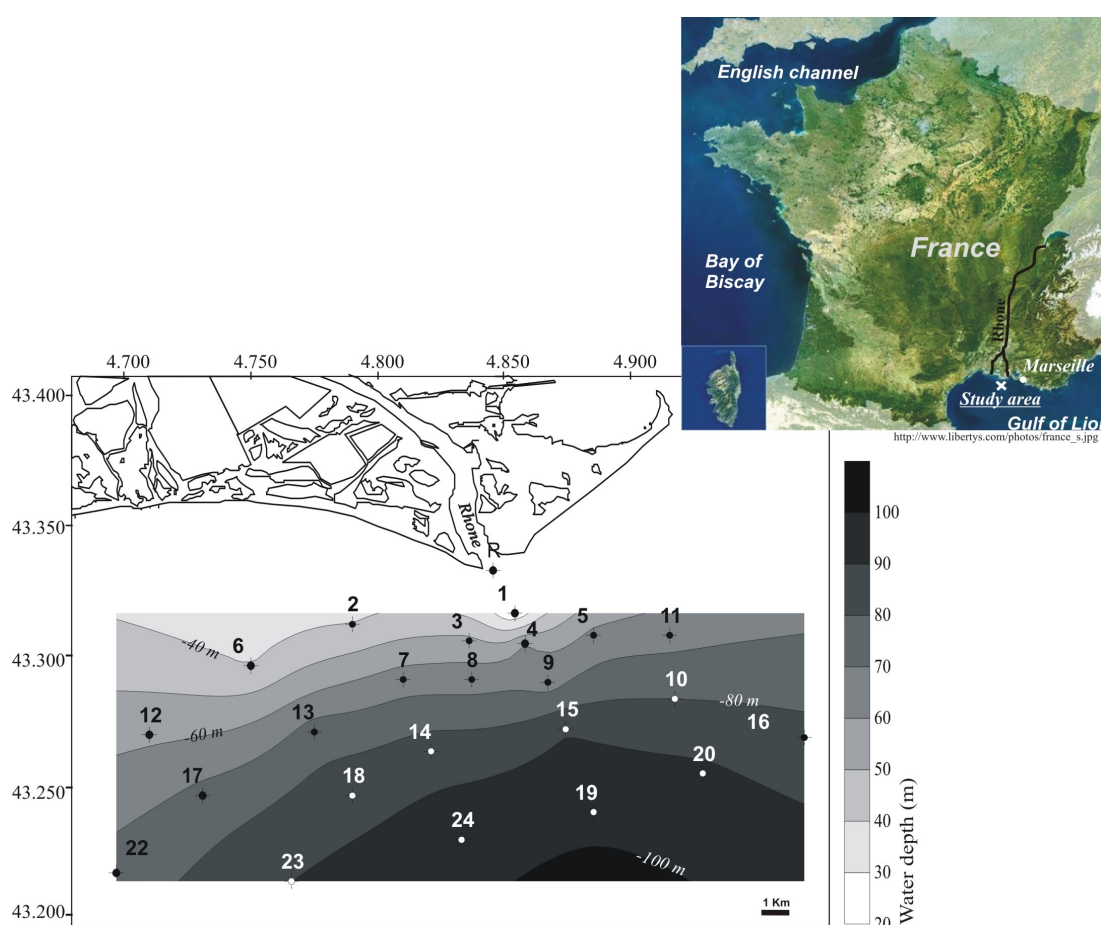 English channel
France
Bay of
Biscay
Rhone
Marseille
Study area
Gulf of Lio
http://www.libertys.com/photos/france_s.jpg
4.700 4.750 4.800 4.850 4.900
43.400
43.350
43.300
43.250
43.200
Rhone
R
1
2
3
4
5
11
6
-40 m
7
8
9
10
-80 m
12
-60 m
13
14
15
16
17
18
19
20
22
23
24
-100 m
1 Km
100
90
80
70
60
50
40
30
20
Water depth (m)